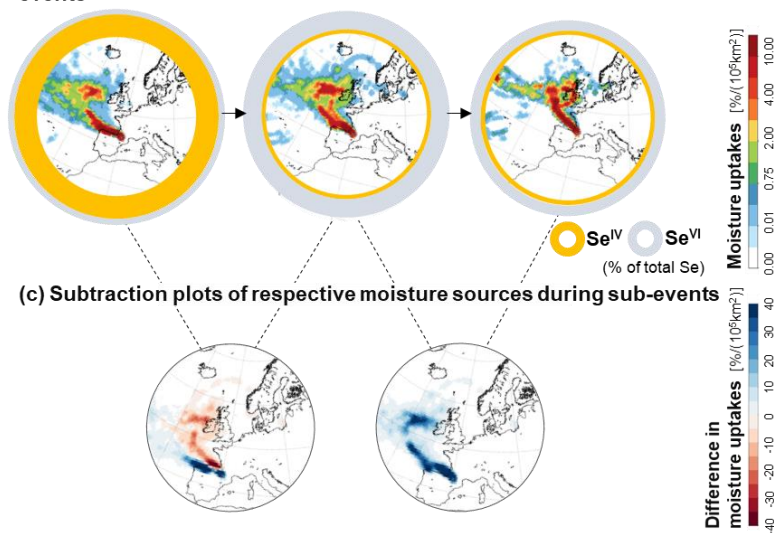 events
Se^IV Se^VI
(% of total Se)
Moisture uptakes [%/(10⁵km²)]
10.00
4.00
2.00
0.75
0.01
0.00
(c) Subtraction plots of respective moisture sources during sub-events
Difference in
moisture uptakes [%/(10⁵km²)]
40
30
20
10
0
-10
-20
-30
-40